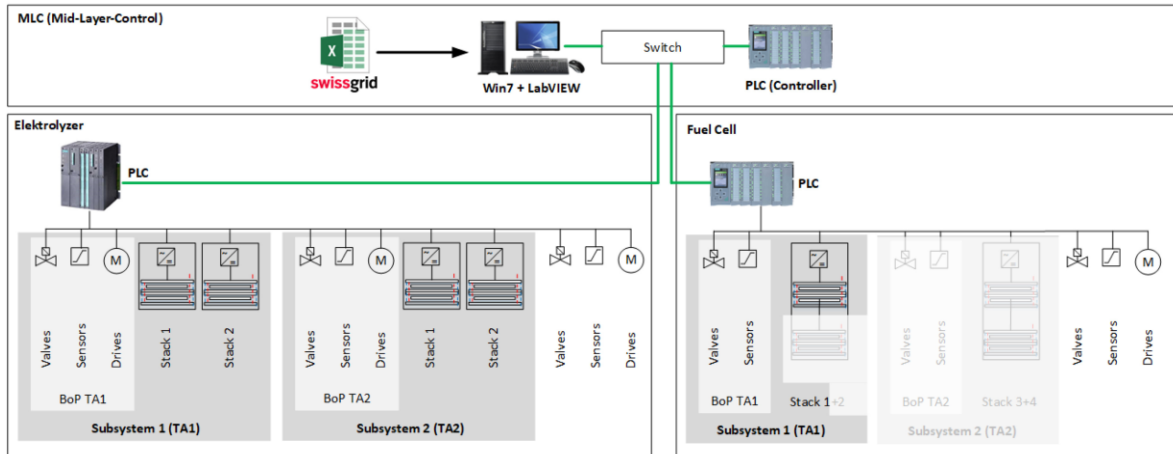 MLC (Mid-Layer-Control)
X
swissgrid
Win7 + LabVIEW
Switch
PLC (Controller)
Elektrolyzer
PLC
M
Valves
Sensors
Drives
Stack 1
Stack 2
BoP TA1
Subsystem 1 (TA1)
M
Valves
Sensors
Drives
Stack 1
Stack 2
BoP TA2
Subsystem 2 (TA2)
M
Valves
Sensors
Drives
Fuel Cell
PLC
Valves
Sensors
BoP TA1
Stack 1+2
Subsystem 1 (TA1)
Valves
Sensors
BoP TA2
Stack 3+4
Subsystem 2 (TA2)
M
Valves
Sensors
Drives